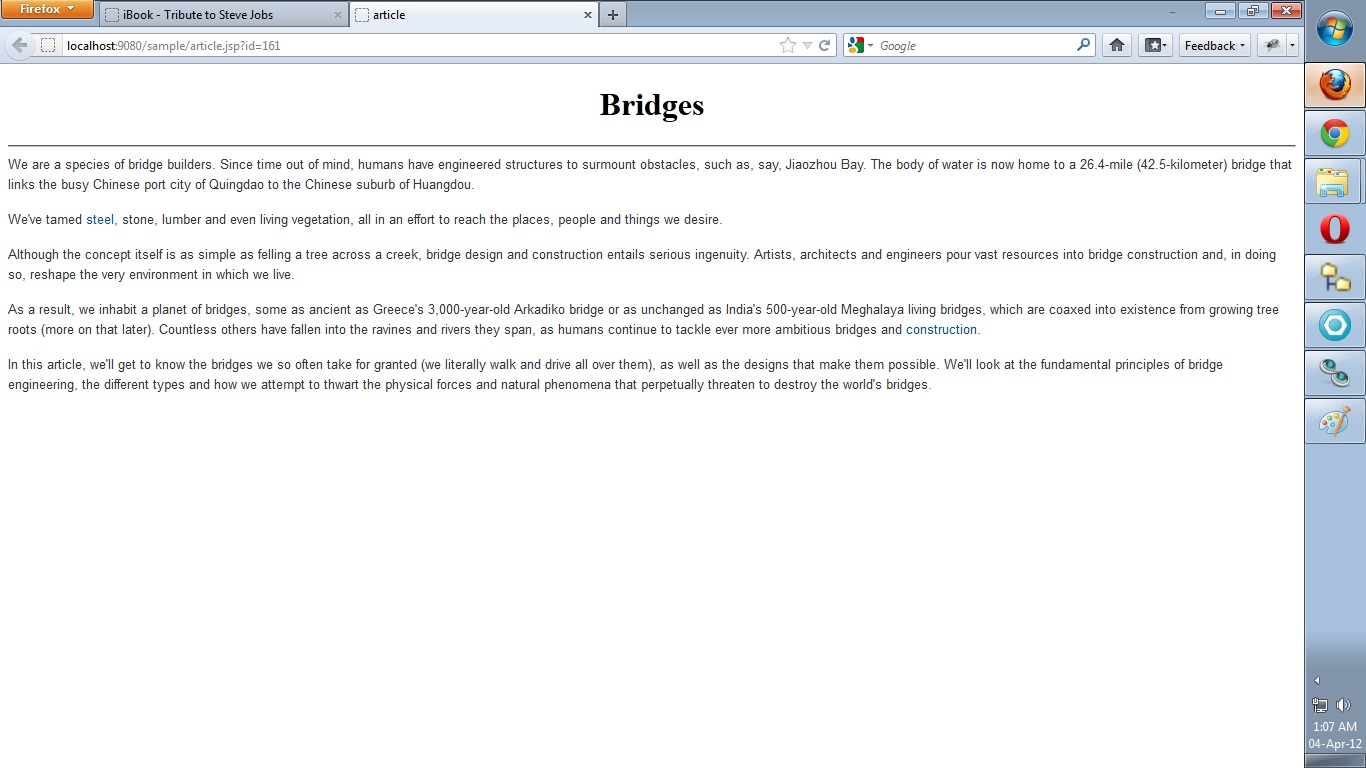 Firefox
iBook - Tribute to Steve Jobs
article
localhost:9080/sample/article.jsp?id=161
Google
Feedback
Bridges
We are a species of bridge builders. Since time out of mind, humans have engineered structures to surmount obstacles, such as, say, Jiaozhou Bay. The body of water is now home to a 26.4-mile (42.5-kilometer) bridge that
links the busy Chinese port city of Quingdao to the Chinese suburb of Huangdou.
We've tamed steel, stone, lumber and even living vegetation, all in an effort to reach the places, people and things we desire.
Although the concept itself is as simple as felling a tree across a creek, bridge design and construction entails serious ingenuity. Artists, architects and engineers pour vast resources into bridge construction and, in doing
so, reshape the very environment in which we live.
As a result, we inhabit a planet of bridges, some as ancient as Greece's 3,000-year-old Arkadiko bridge or as unchanged as India's 500-year-old Meghalaya living bridges, which are coaxed into existence from growing tree
roots (more on that later). Countless others have fallen into the ravines and rivers they span, as humans continue to tackle ever more ambitious bridges and construction.
In this article, we'll get to know the bridges we so often take for granted (we literally walk and drive all over them), as well as the designs that make them possible. We'll look at the fundamental principles of bridge
engineering, the different types and how we attempt to thwart the physical forces and natural phenomena that perpetually threaten to destroy the world's bridges.
1:07 AM
04-Apr-12